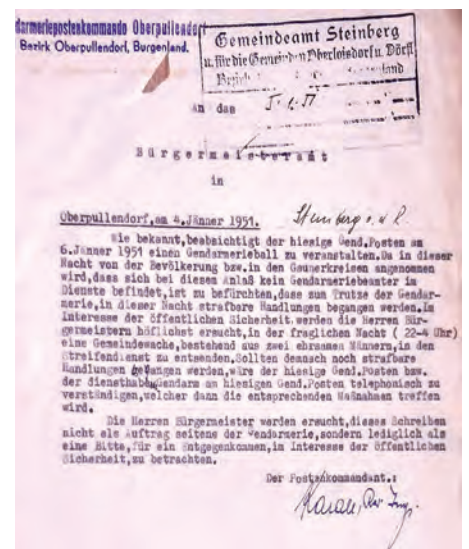 darmeriepostenkommando Oberpullendorf
Bezirk Oberpullendorf, Burgenland.
Gemeindeamt Steinberg
u. für die Gemeinden Oberloisdorf u. Dörfl
Bezirk
an das
Bürgermeisteramt
in
Oberpullendorf, am 4. Jänner 1951. Steinberg
Wie bekannt, beabsichtigt der hiesige Gend.Posten am
6.Jänner 1951 einen Gendarmerieball zu veranstalten. Da in dieser
Nacht von der Bevölkerung bzw. in den Gaunerkreisen angenommen
wird, dass sich bei diesem Anlaß kein Gendarmeriebeamter im
Dienste befindet, ist zu befürchten, dass zum Trutze der Gendar-
merie, in dieser Nacht strafbare Handlungen begangen werden. Im
Interesse der öffentlichen Sicherheit, werden die Herren Bür-
germeistern höflichst ersucht, in der fraglichen Nacht ( 22-4 Uhr)
eine Gemeindewache, bestehend aus zwei ehrsamen Männern, in den
Streifendienst zu entsenden. Sollten dennoch strafbare
Handlungen begangen werden, wäre der hiesige Gend.Posten bzw.
der diensthab. Gendarm am hiesigen Gend.Posten telephonisch zu
verständigen, welcher dann die entsprechenden Maßnahmen treffen
wird.
Die Herren Bürgermeister werden ersucht, dieses Schreiben
nicht als Auftrag seitens der Gendarmerie, sondern lediglich als
eine Bitte, für ein Entgegenkommen, in Interesse der öffentlichen
Sicherheit, zu betrachten.
Der Postenkommandant.: